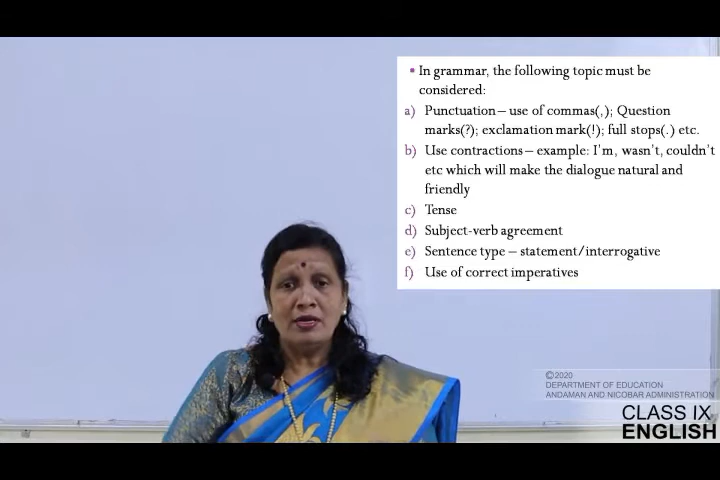 • In grammar, the following topic must be
considered:
a) Punctuation – use of commas(,); Question
marks(?); exclamation mark(!); full stops(.) etc.
b) Use contractions – example: I'm, wasn't, couldn't
etc which will make the dialogue natural and
friendly
c) Tense
d) Subject-verb agreement
e) Sentence type – statement/interrogative
f) Use of correct imperatives
©2020
DEPARTMENT OF EDUCATION
ANDAMAN AND NICOBAR ADMINISTRATION
CLASS IX
ENGLISH